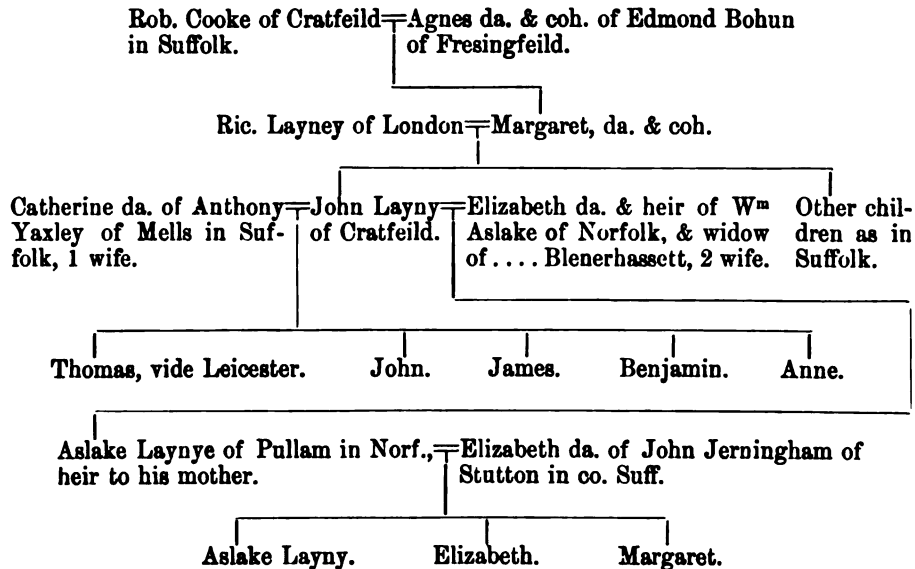 Rob. Cooke of Cratfeild=Agnes da. & coh. of Edmond Bohun
in Suffolk. of Fresingfeild.
Ric. Layney of London=Margaret, da. & coh.
Catherine da. of Anthony=John Layny=Elizabeth da. & heir of Wᵐ Other chil-
Yaxley of Mells in Suf- of Cratfeild. Aslake of Norfolk, & widow dren as in
folk, 1 wife. of .... Blenerhassett, 2 wife. Suffolk.
Thomas, vide Leicester. John. James. Benjamin. Anne.
Aslake Laynye of Pullam in Norf.,=Elizabeth da. of John Jerningham of
heir to his mother. Stutton in co. Suff.
Aslake Layny. Elizabeth. Margaret.